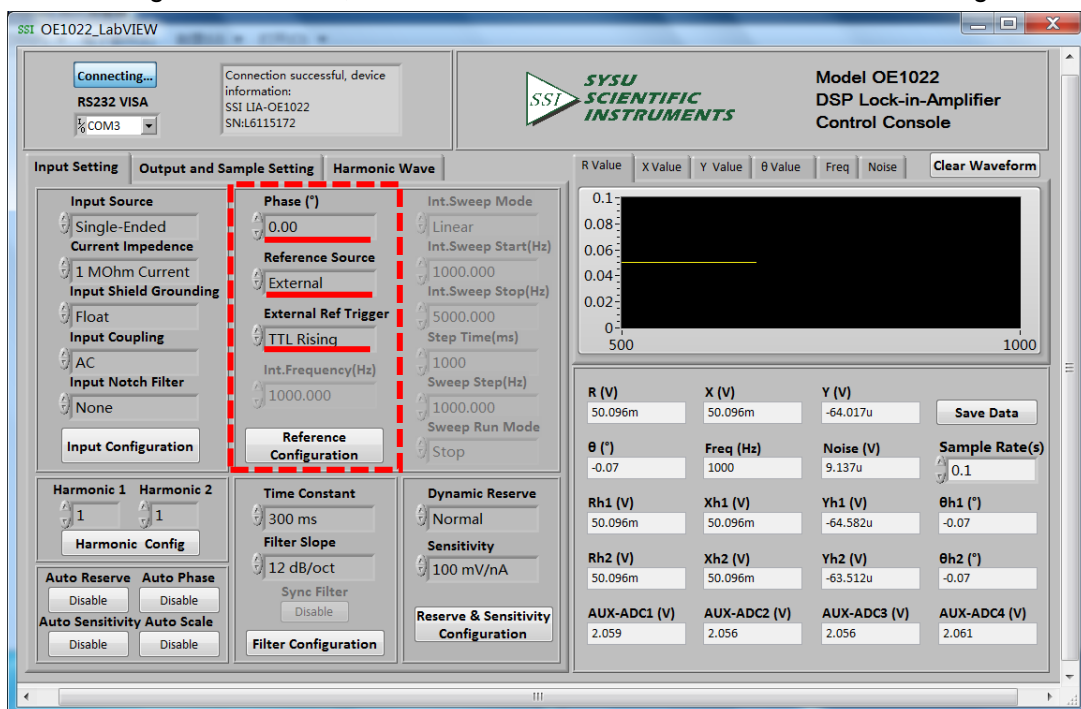 SSI OE1022_LabVIEW
Connecting...
RS232 VISA
COM3
Connection successful, device
information:
SSI LIA-OE1022
SN:L6115172
SSI
SYSU
SCIENTIFIC
INSTRUMENTS
Model OE1022
DSP Lock-in-Amplifier
Control Console
Input Setting
Output and Sample Setting
Harmonic Wave
Input Source
Single-Ended
Current Impedence
1 MOhm Current
Input Shield Grounding
Float
Input Coupling
AC
Input Notch Filter
None
Input Configuration
Phase (°)
0.00
Reference Source
External
External Ref Trigger
TTL Rising
Int.Frequency(Hz)
1000.000
Reference
Configuration
Int.Sweep Mode
Linear
Int.Sweep Start(Hz)
1000.000
Int.Sweep Stop(Hz)
5000.000
Step Time(ms)
1000
Sweep Step(Hz)
1000.000
Sweep Run Mode
Stop
Harmonic 1 Harmonic 2
1 1
Harmonic Config
Auto Reserve Auto Phase
Disable Disable
Auto Sensitivity Auto Scale
Disable Disable
Time Constant
300 ms
Filter Slope
12 dB/oct
Sync Filter
Disable
Filter Configuration
Dynamic Reserve
Normal
Sensitivity
100 mV/nA
Reserve & Sensitivity
Configuration
R Value X Value Y Value θ Value Freq Noise Clear Waveform
0.1
0.08
0.06
0.04
0.02
0
500 1000
R (V) X (V) Y (V)
50.096m 50.096m -64.017u Save Data
θ (°) Freq (Hz) Noise (V) Sample Rate(s)
-0.07 1000 9.137u 0.1
Rh1 (V) Xh1 (V) Yh1 (V) θh1 (°)
50.096m 50.096m -64.582u -0.07
Rh2 (V) Xh2 (V) Yh2 (V) θh2 (°)
50.096m 50.096m -63.512u -0.07
AUX-ADC1 (V) AUX-ADC2 (V) AUX-ADC3 (V) AUX-ADC4 (V)
2.059 2.056 2.056 2.061